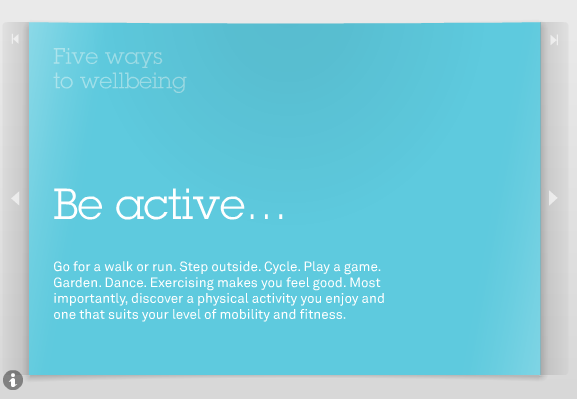 Five ways
to wellbeing
Be active...
Go for a walk or run. Step outside. Cycle. Play a game.
Garden. Dance. Exercising makes you feel good. Most
importantly, discover a physical activity you enjoy and
one that suits your level of mobility and fitness.